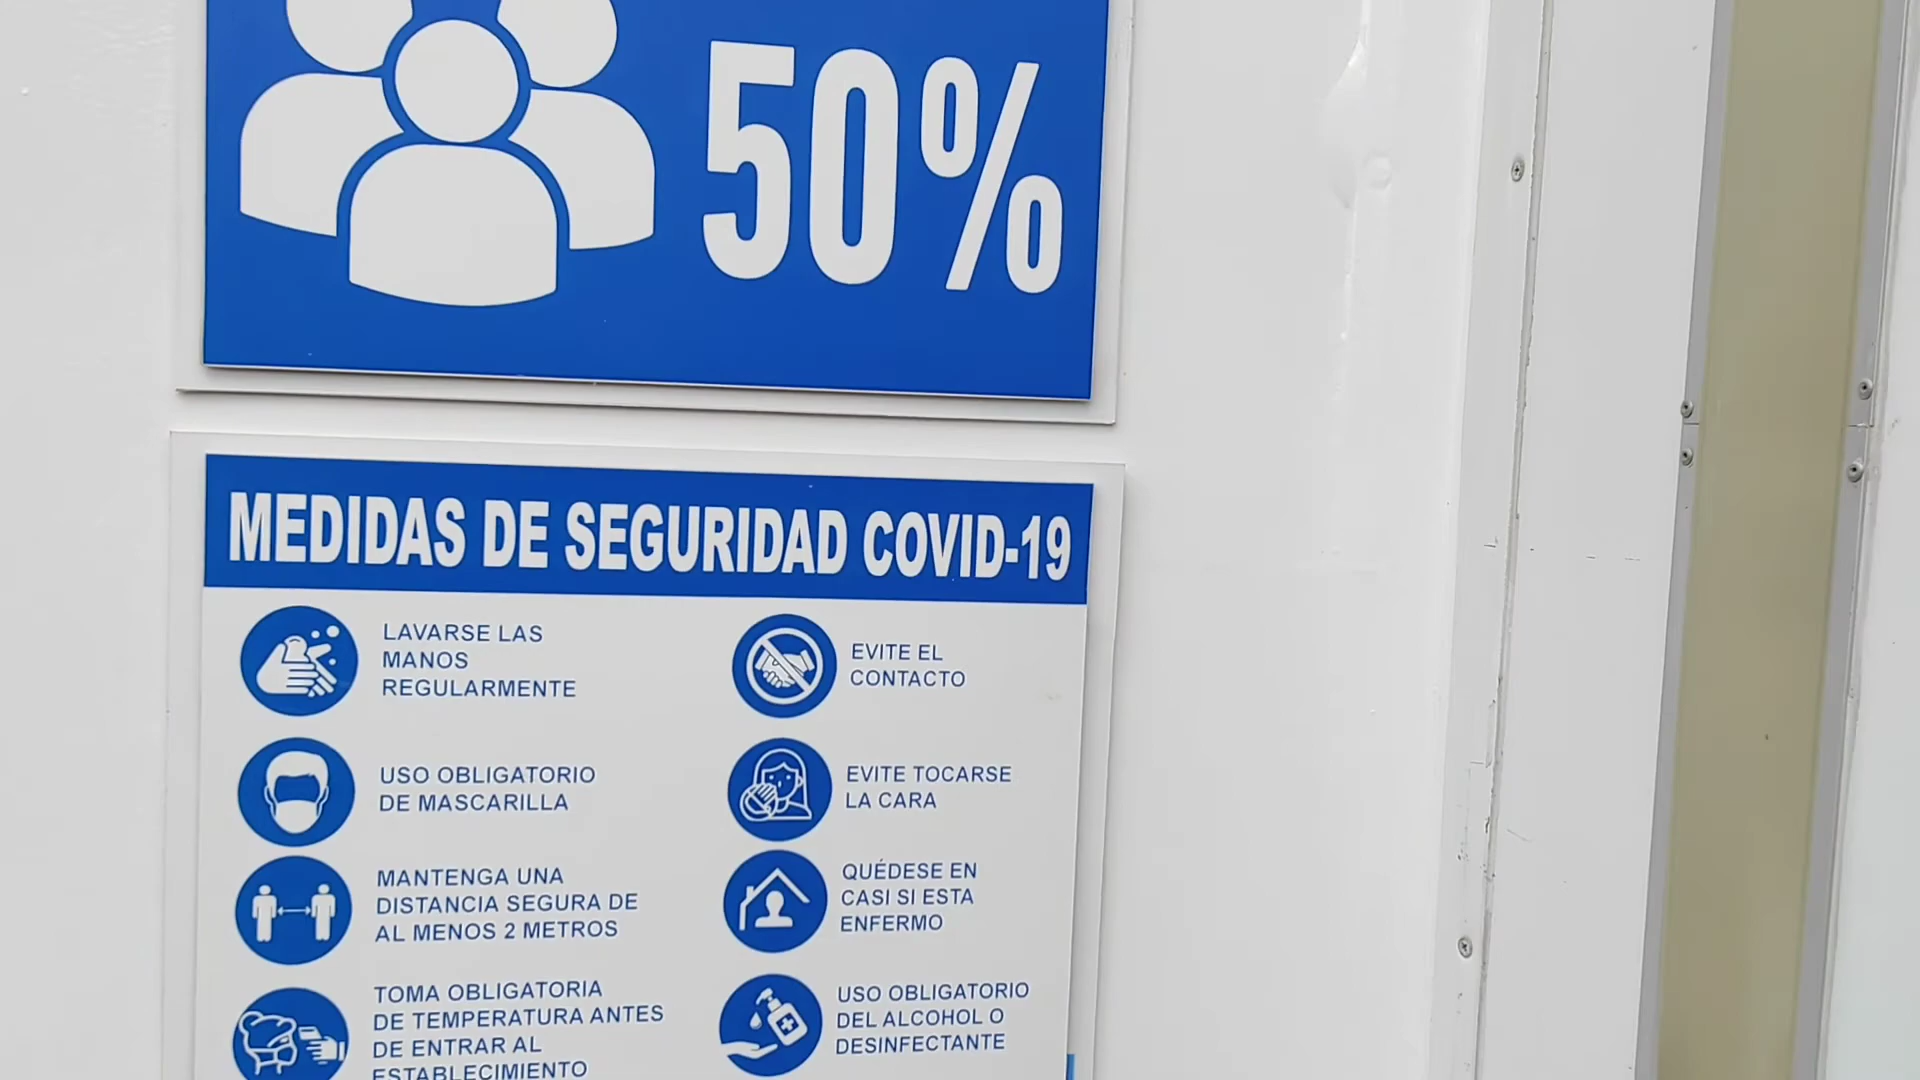 50%
MEDIDAS DE SEGURIDAD COVID-19
LAVARSE LAS
MANOS
REGULARMENTE
USO OBLIGATORIO
DE MASCARILLA
MANTENGA UNA
DISTANCIA SEGURA DE
AL MENOS 2 METROS
TOMA OBLIGATORIA
DE TEMPERATURA ANTES
DE ENTRAR AL
ESTABLECIMIENTO
EVITE EL
CONTACTO
EVITE TOCARSE
LA CARA
QUÉDESE EN
CASI SI ESTA
ENFERMO
USO OBLIGATORIO
DEL ALCOHOL O
DESINFECTANTE